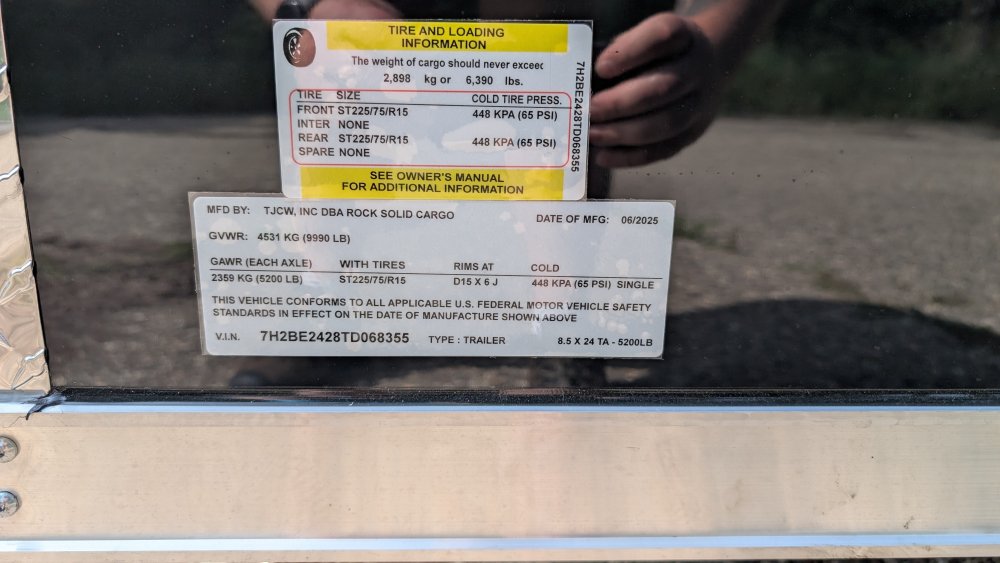 TIRE AND LOADING
INFORMATION
The weight of cargo should never exceed
2,898 kg or 6,390 lbs.
TIRE SIZE COLD TIRE PRESS.
FRONT ST225/75/R15 448 KPA (65 PSI)
INTER NONE
REAR ST225/75/R15 448 KPA (65 PSI)
SPARE NONE
SEE OWNER'S MANUAL
FOR ADDITIONAL INFORMATION
7H2BE2428TD068355
MFD BY: TJCW, INC DBA ROCK SOLID CARGO DATE OF MFG: 06/2025
GVWR: 4531 KG (9990 LB)
GAWR (EACH AXLE) WITH TIRES RIMS AT COLD
2359 KG (5200 LB) ST225/75/R15 D15 X 6 J 448 KPA (65 PSI) SINGLE
THIS VEHICLE CONFORMS TO ALL APPLICABLE U.S. FEDERAL MOTOR VEHICLE SAFETY
STANDARDS IN EFFECT ON THE DATE OF MANUFACTURE SHOWN ABOVE
V.I.N. 7H2BE2428TD068355 TYPE : TRAILER 8.5 X 24 TA - 5200LB